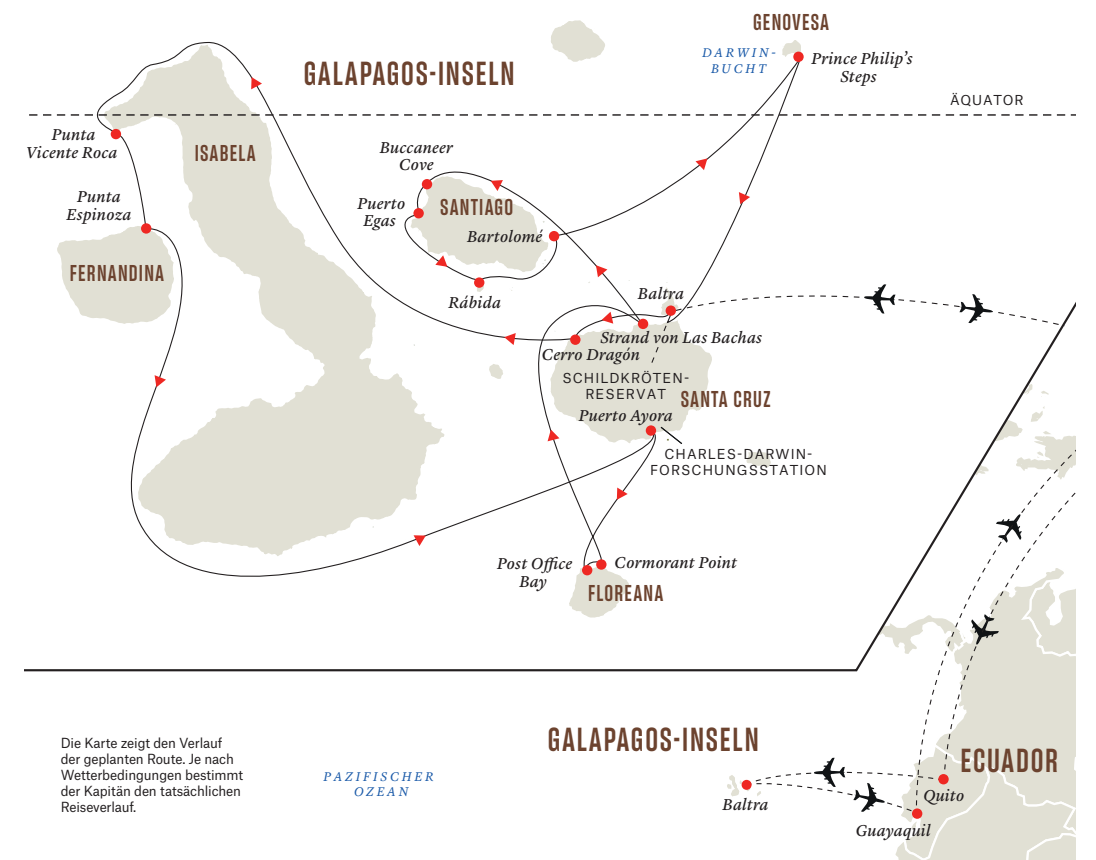 GENOVESA
DARWIN-
BUCHT
Prince Philip's
Steps
GALAPAGOS-INSELN
ÄQUATOR
Punta
Vicente Roca
ISABELA
Buccaneer
Cove
Punta
Espinoza
Puerto
Egas
SANTIAGO
Bartolomé
FERNANDINA
Rábida
Baltra
Strand von Las Bachas
Cerro Dragón
SCHILDKRÖTEN-
RESERVAT
SANTA CRUZ
Puerto Ayora
CHARLES-DARWIN-
FORSCHUNGSSTATION
Post Office
Bay
Cormorant Point
FLOREANA
Die Karte zeigt den Verlauf
der geplanten Route. Je nach
Wetterbedingungen bestimmt
der Kapitän den tatsächlichen
Reiseverlauf.
PAZIFISCHER
OZEAN
GALAPAGOS-INSELN
ECUADOR
Baltra
Quito
Guayaquil